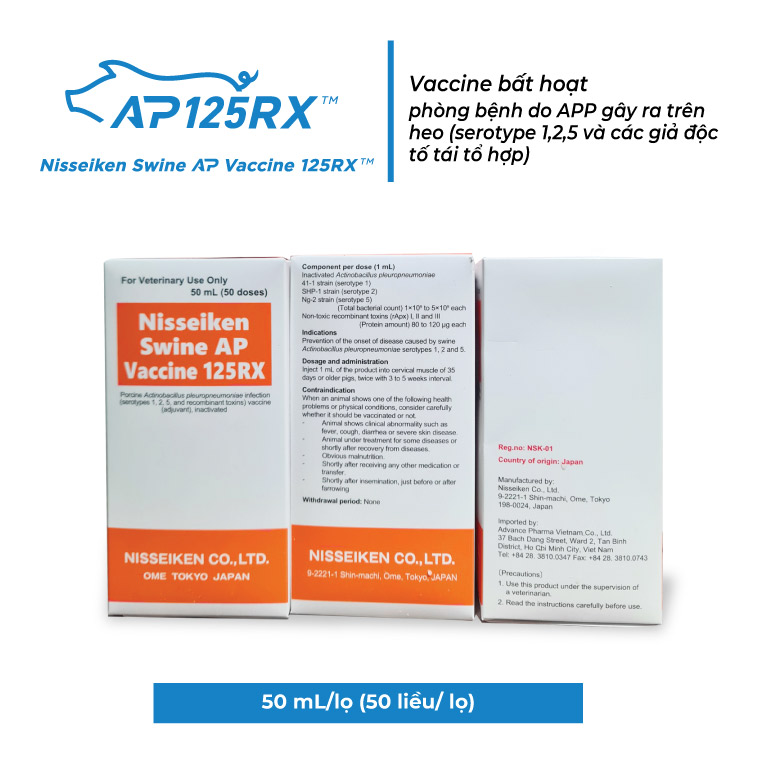 AP125RX™
Nisseiken Swine AP Vaccine 125RX™
Vaccine bất hoạt
phòng bệnh do APP gây ra trên
heo (serotype 1,2,5 và các giả độc
tố tái tổ hợp)
For Veterinary Use Only
50 mL (50 doses)
Nisseiken
Swine AP
Vaccine 125RX
Porcine Actinobacillus pleuropneumoniae infection
(serotypes 1, 2, 5, and recombinant toxins) vaccine
(adjuvant), inactivated
NISSEIKEN CO.,LTD.
OME TOKYO JAPAN
Component per dose (1 mL)
Inactivated Actinobacillus pleuropneumoniae
41-1 strain (serotype 1)
SHP-1 strain (serotype 2)
Ng-2 strain (serotype 5)
(Total bacterial count) 1×10⁹ to 5×10⁹ each
Non-toxic recombinant toxins (rApx) I, II and III
(Protein amount) 80 to 120 µg each
Indications
Prevention of the onset of disease caused by swine
Actinobacillus pleuropneumoniae serotypes 1, 2 and 5.
Dosage and administration
Inject 1 mL of the product into cervical muscle of 35
days or older pigs, twice with 3 to 5 weeks interval.
Contraindication
When an animal shows one of the following health
problems or physical conditions, consider carefully
whether it should be vaccinated or not.
- Animal shows clinical abnormality such as
fever, cough, diarrhea or severe skin disease.
- Animal under treatment for some diseases or
shortly after recovery from diseases.
- Obvious malnutrition.
- Shortly after receiving any other medication or
transfer.
- Shortly after insemination, just before or after
farrowing
Withdrawal period: None
NISSEIKEN CO.,LTD.
9-2221-1 Shin-machi, Ome, Tokyo, JAPAN
Reg.no: NSK-01
Country of origin: Japan
Manufactured by:
Nisseiken Co., Ltd.
9-2221-1 Shin-machi, Ome, Tokyo
198-0024, Japan
Imported by:
Advance Pharma Vietnam Co., Ltd.
37 Bach Dang Street, Ward 2, Tan Binh
District, Ho Chi Minh City, Viet Nam
Tel: +84 28. 3810.0347 Fax: +84 28. 3810.0743
[Precautions]
1. Use this product under the supervision of
a veterinarian.
2. Read the instructions carefully before use.
50 mL/lọ (50 liều/ lọ)